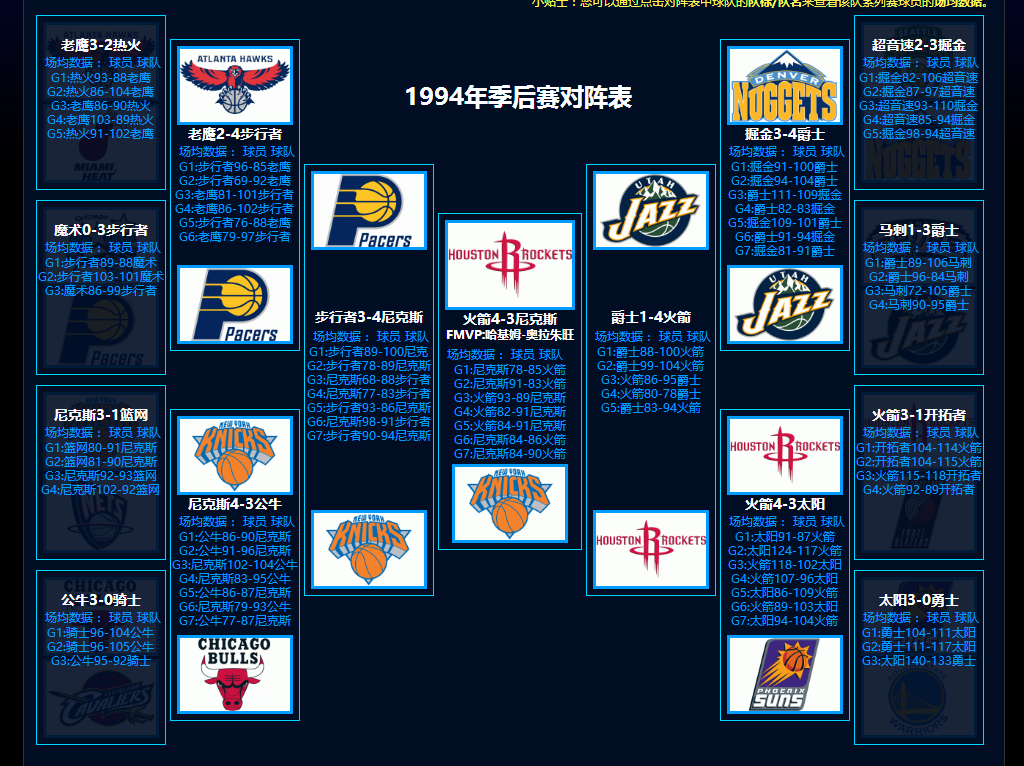 小贴士！您可以通过点击对阵表中球队的队标/队名来查看该队系列赛球员的场均数据。
1994年季后赛对阵表
老鹰3-2热火
场均数据： 球员 球队
G1:热火93-88老鹰
G2:热火86-104老鹰
G3:老鹰86-90热火
G4:老鹰103-89热火
G5:热火91-102老鹰
MIAMI
HEAT
魔术0-3步行者
场均数据： 球员 球队
G1:步行者89-88魔术
G2:步行者103-101魔术
G3:魔术86-99步行者
Pacers
尼克斯3-1篮网
场均数据： 球员 球队
G1:篮网80-91尼克斯
G2:篮网81-90尼克斯
G3:尼克斯92-93篮网
G4:尼克斯102-92篮网
NETS
CHICAGO
公牛3-0骑士
场均数据： 球员 球队
G1:骑士96-104公牛
G2:骑士96-105公牛
G3:公牛95-92骑士
CAVALIERS
ATLANTA HAWKS
老鹰2-4步行者
场均数据： 球员 球队
G1:步行者96-85老鹰
G2:步行者69-92老鹰
G3:老鹰81-101步行者
G4:老鹰86-102步行者
G5:步行者76-88老鹰
G6:老鹰79-97步行者
Pacers
NEW YORK
KNICKS
尼克斯4-3公牛
场均数据： 球员 球队
G1:公牛86-90尼克斯
G2:公牛91-96尼克斯
G3:尼克斯102-104公牛
G4:尼克斯83-95公牛
G5:公牛86-87尼克斯
G6:尼克斯79-93公牛
G7:公牛77-87尼克斯
CHICAGO
BULLS
Pacers
步行者3-4尼克斯
场均数据： 球员 球队
G1:步行者89-100尼克
G2:步行者78-89尼克斯
G3:尼克斯68-88步行者
G4:尼克斯77-83步行者
G5:步行者93-86尼克斯
G6:尼克斯98-91步行者
G7:步行者90-94尼克斯
NEW YORK
KNICKS
HOUSTON ROCKETS
火箭4-3尼克斯
FMVP:哈基姆-奥拉朱旺
场均数据： 球员 球队
G1:尼克斯78-85火箭
G2:尼克斯91-83火箭
G3:火箭93-89尼克斯
G4:火箭82-91尼克斯
G5:火箭84-91尼克斯
G6:尼克斯84-86火箭
G7:尼克斯84-90火箭
NEW YORK
KNICKS
UTAH
JAZZ
爵士1-4火箭
场均数据： 球员 球队
G1:爵士88-100火箭
G2:爵士99-104火箭
G3:火箭86-95爵士
G4:火箭80-78爵士
G5:爵士83-94火箭
HOUSTON ROCKETS
DENVER
NUGGETS
掘金3-4爵士
场均数据： 球员 球队
G1:掘金91-100爵士
G2:掘金94-104爵士
G3:爵士111-109掘金
G4:爵士82-83掘金
G5:掘金109-101爵士
G6:爵士91-94掘金
G7:掘金81-91爵士
UTAH
JAZZ
HOUSTON ROCKETS
火箭4-3太阳
场均数据： 球员 球队
G1:太阳91-87火箭
G2:太阳124-117火箭
G3:火箭118-102太阳
G4:火箭107-96太阳
G5:太阳86-109火箭
G6:火箭89-103太阳
G7:太阳94-104火箭
PHOENIX
SUNS
SEATTLE
超音速2-3掘金
场均数据： 球员 球队
G1:掘金82-106超音速
G2:掘金87-97超音速
G3:超音速93-110掘金
G4:超音速85-94掘金
G5:掘金98-94超音速
NUGGETS
马刺1-3爵士
场均数据： 球员 球队
G1:爵士89-106马刺
G2:爵士96-84马刺
G3:马刺72-105爵士
G4:马刺90-95爵士
JAZZ
火箭3-1开拓者
场均数据： 球员 球队
G1:开拓者104-114火箭
G2:开拓者104-115火箭
G3:火箭115-118开拓者
G4:火箭92-89开拓者
太阳3-0勇士
场均数据： 球员 球队
G1:勇士104-111太阳
G2:勇士111-117太阳
G3:太阳140-133勇士
WARRIORS